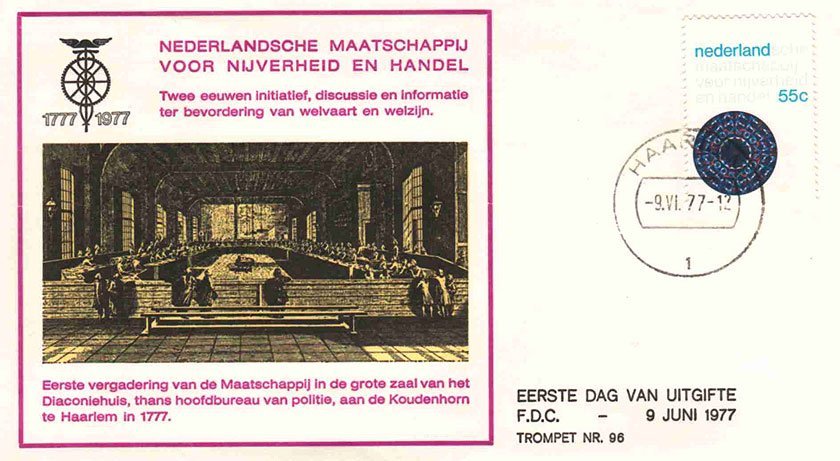 NEDERLANDSCHE MAATSCHAPPIJ
VOOR NIJVERHEID EN HANDEL
Twee eeuwen initiatief, discussie en informatie
ter bevordering van welvaart en welzijn.
1777 1977
Eerste vergadering van de Maatschappij in de grote zaal van het
Diaconiehuis, thans hoofdbureau van politie, aan de Koudenhorn
te Haarlem in 1777.
nederlandsche
maatschappij
voor nijverheid
en handel
55c
HAAR
-9.VI. 77-12
1
EERSTE DAG VAN UITGIFTE
F.D.C. - 9 JUNI 1977
TROMPET NR. 96